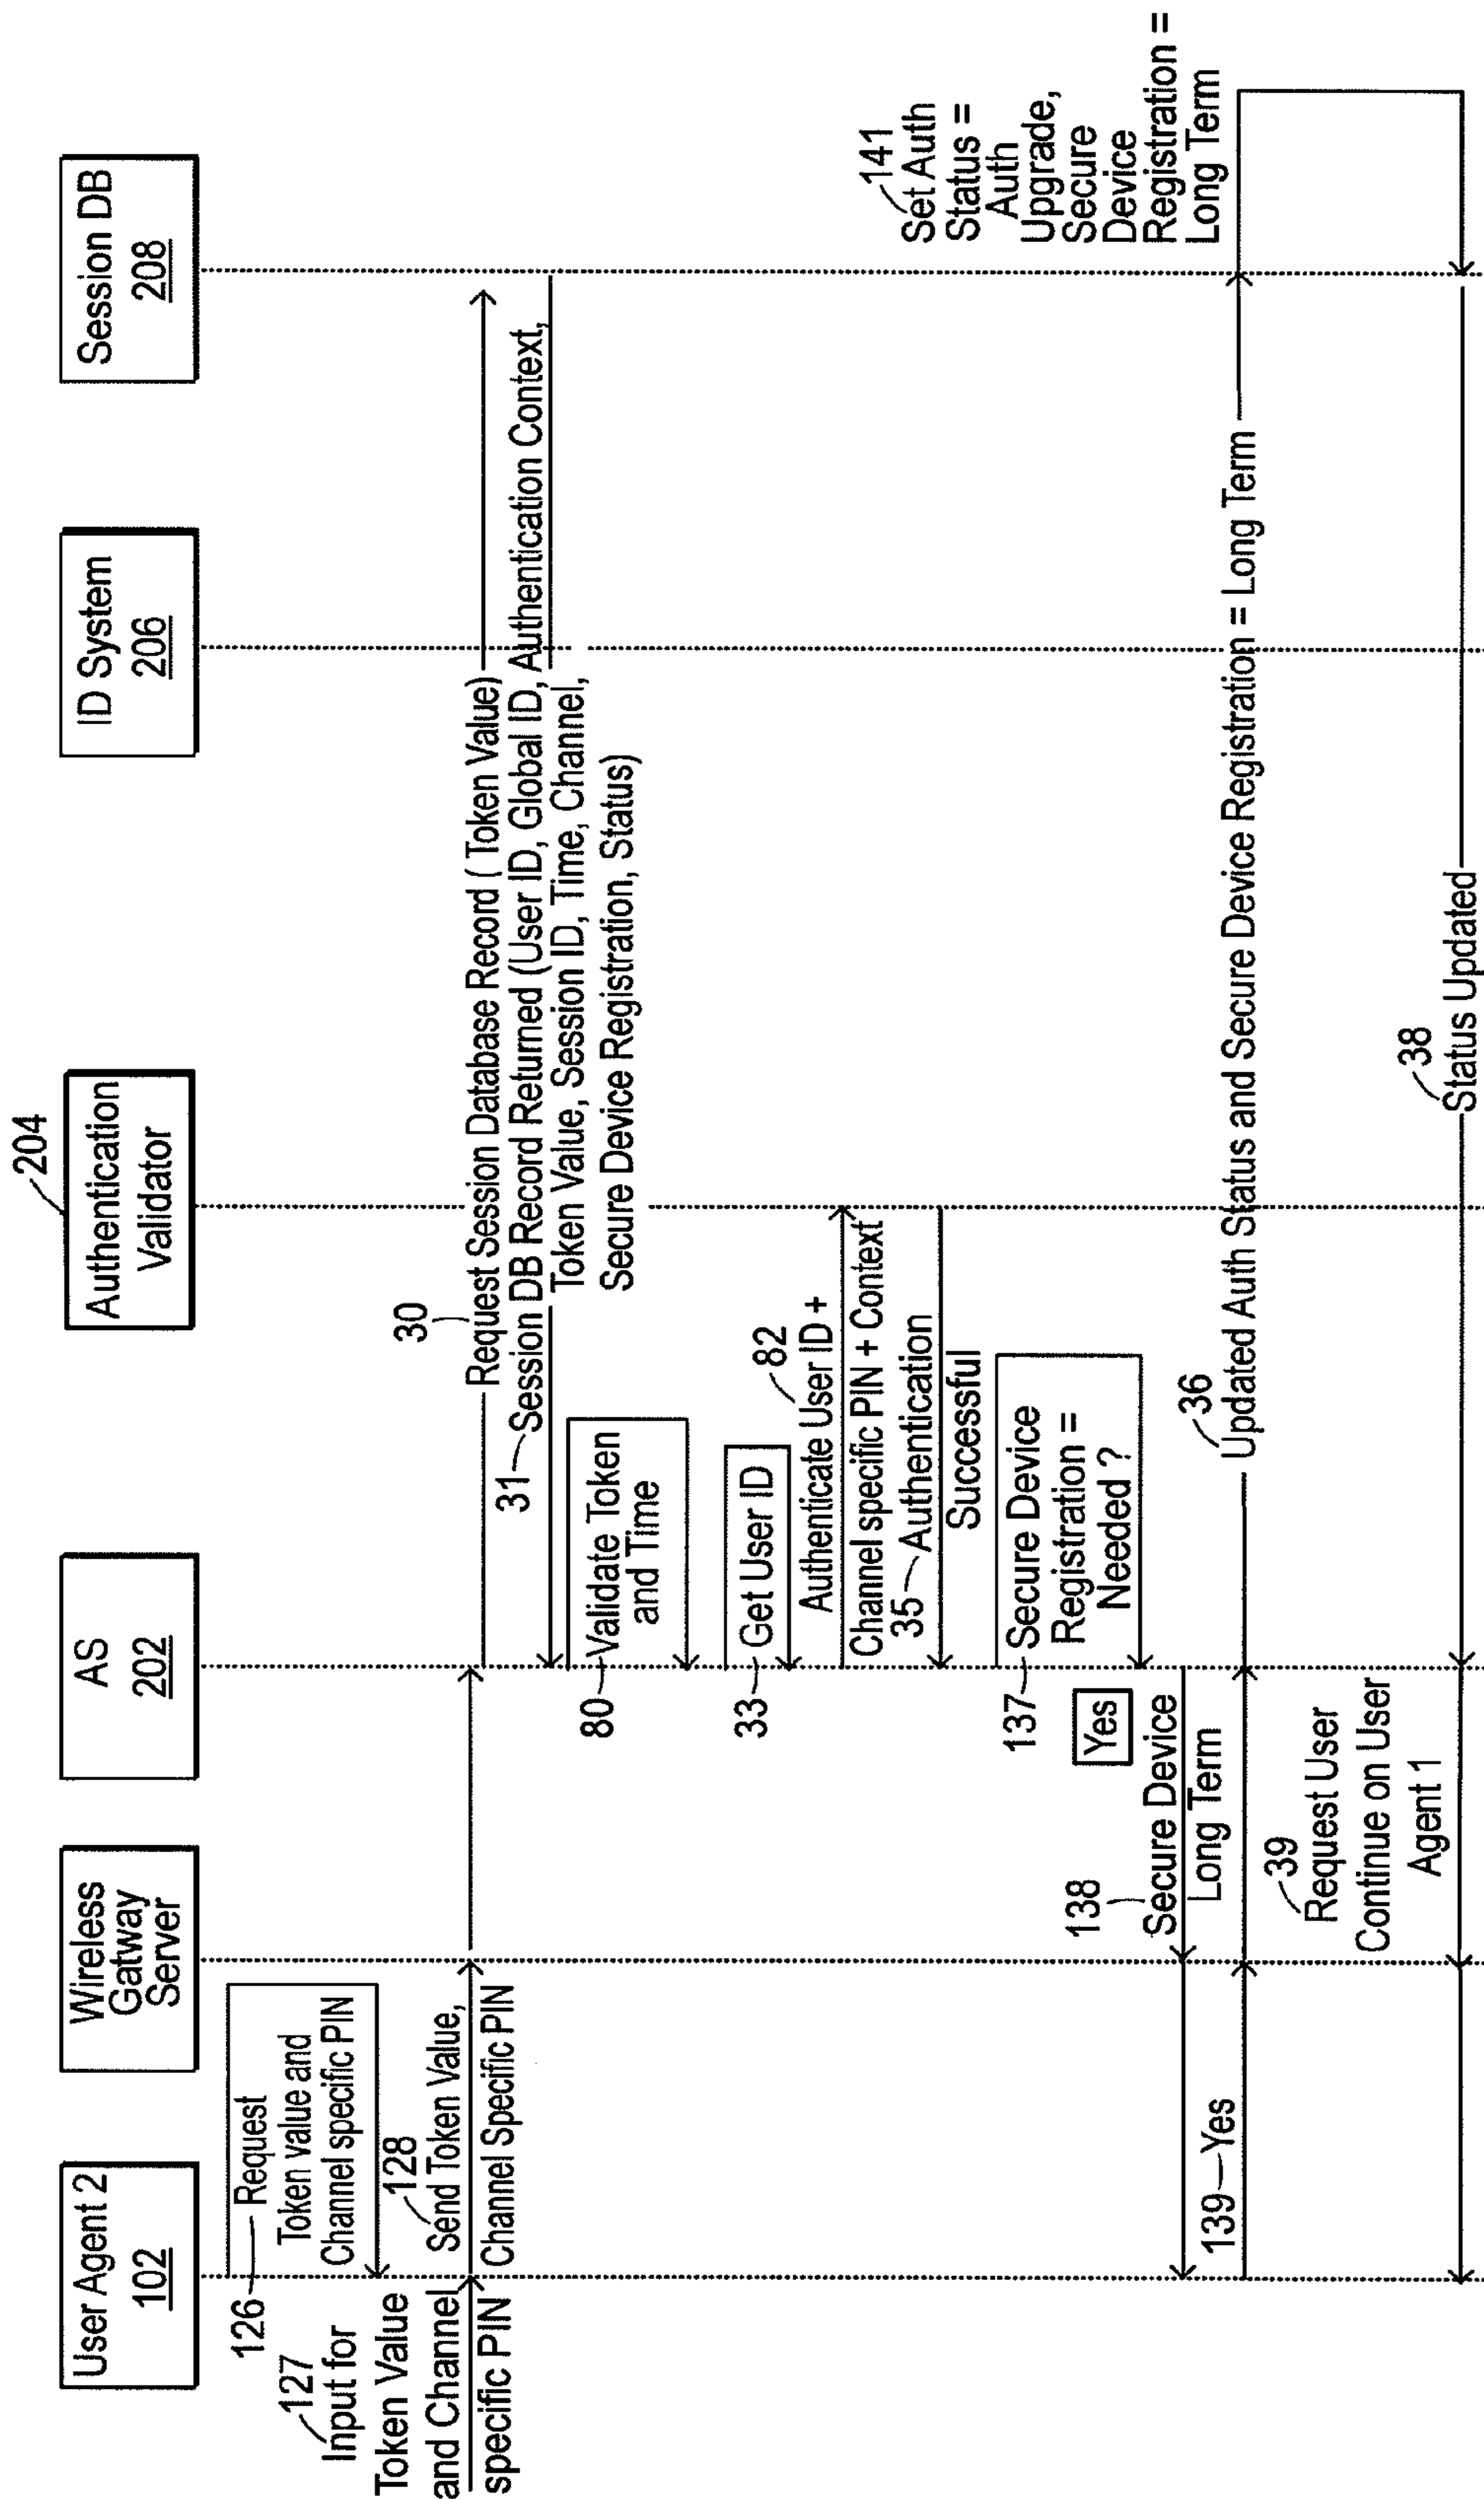 User Agent 2
102
Wireless
Gatway
Server
AS
202
204
Authentication
Validator
ID System
206
Session DB
208
126
Request
Token value and
Channel specific PIN
127
Input for
Token Value
and Channel
specific PIN
128
Send Token Value,
Channel Specific PIN
30
Request Session Database Record ( Token Value)
31
Session DB Record Returned (User ID, Global ID, Authentication Context,
Token Value, Session ID, Time, Channel,
Secure Device Registration, Status)
80
Validate Token
and Time
33
Get User ID
82
Authenticate User ID +
Channel specific PIN + Context
35
Authentication
Successful
137
Secure Device
Registration =
Needed ?
Yes
138
Secure Device
Long Term
139
Yes
36
Updated Auth Status and Secure Device Registration = Long Term
141
Set Auth
Status =
Auth
Upgrade,
Secure
Device
Registration =
Long Term
38
Status Updated
39
Request User
Continue on User
Agent 1